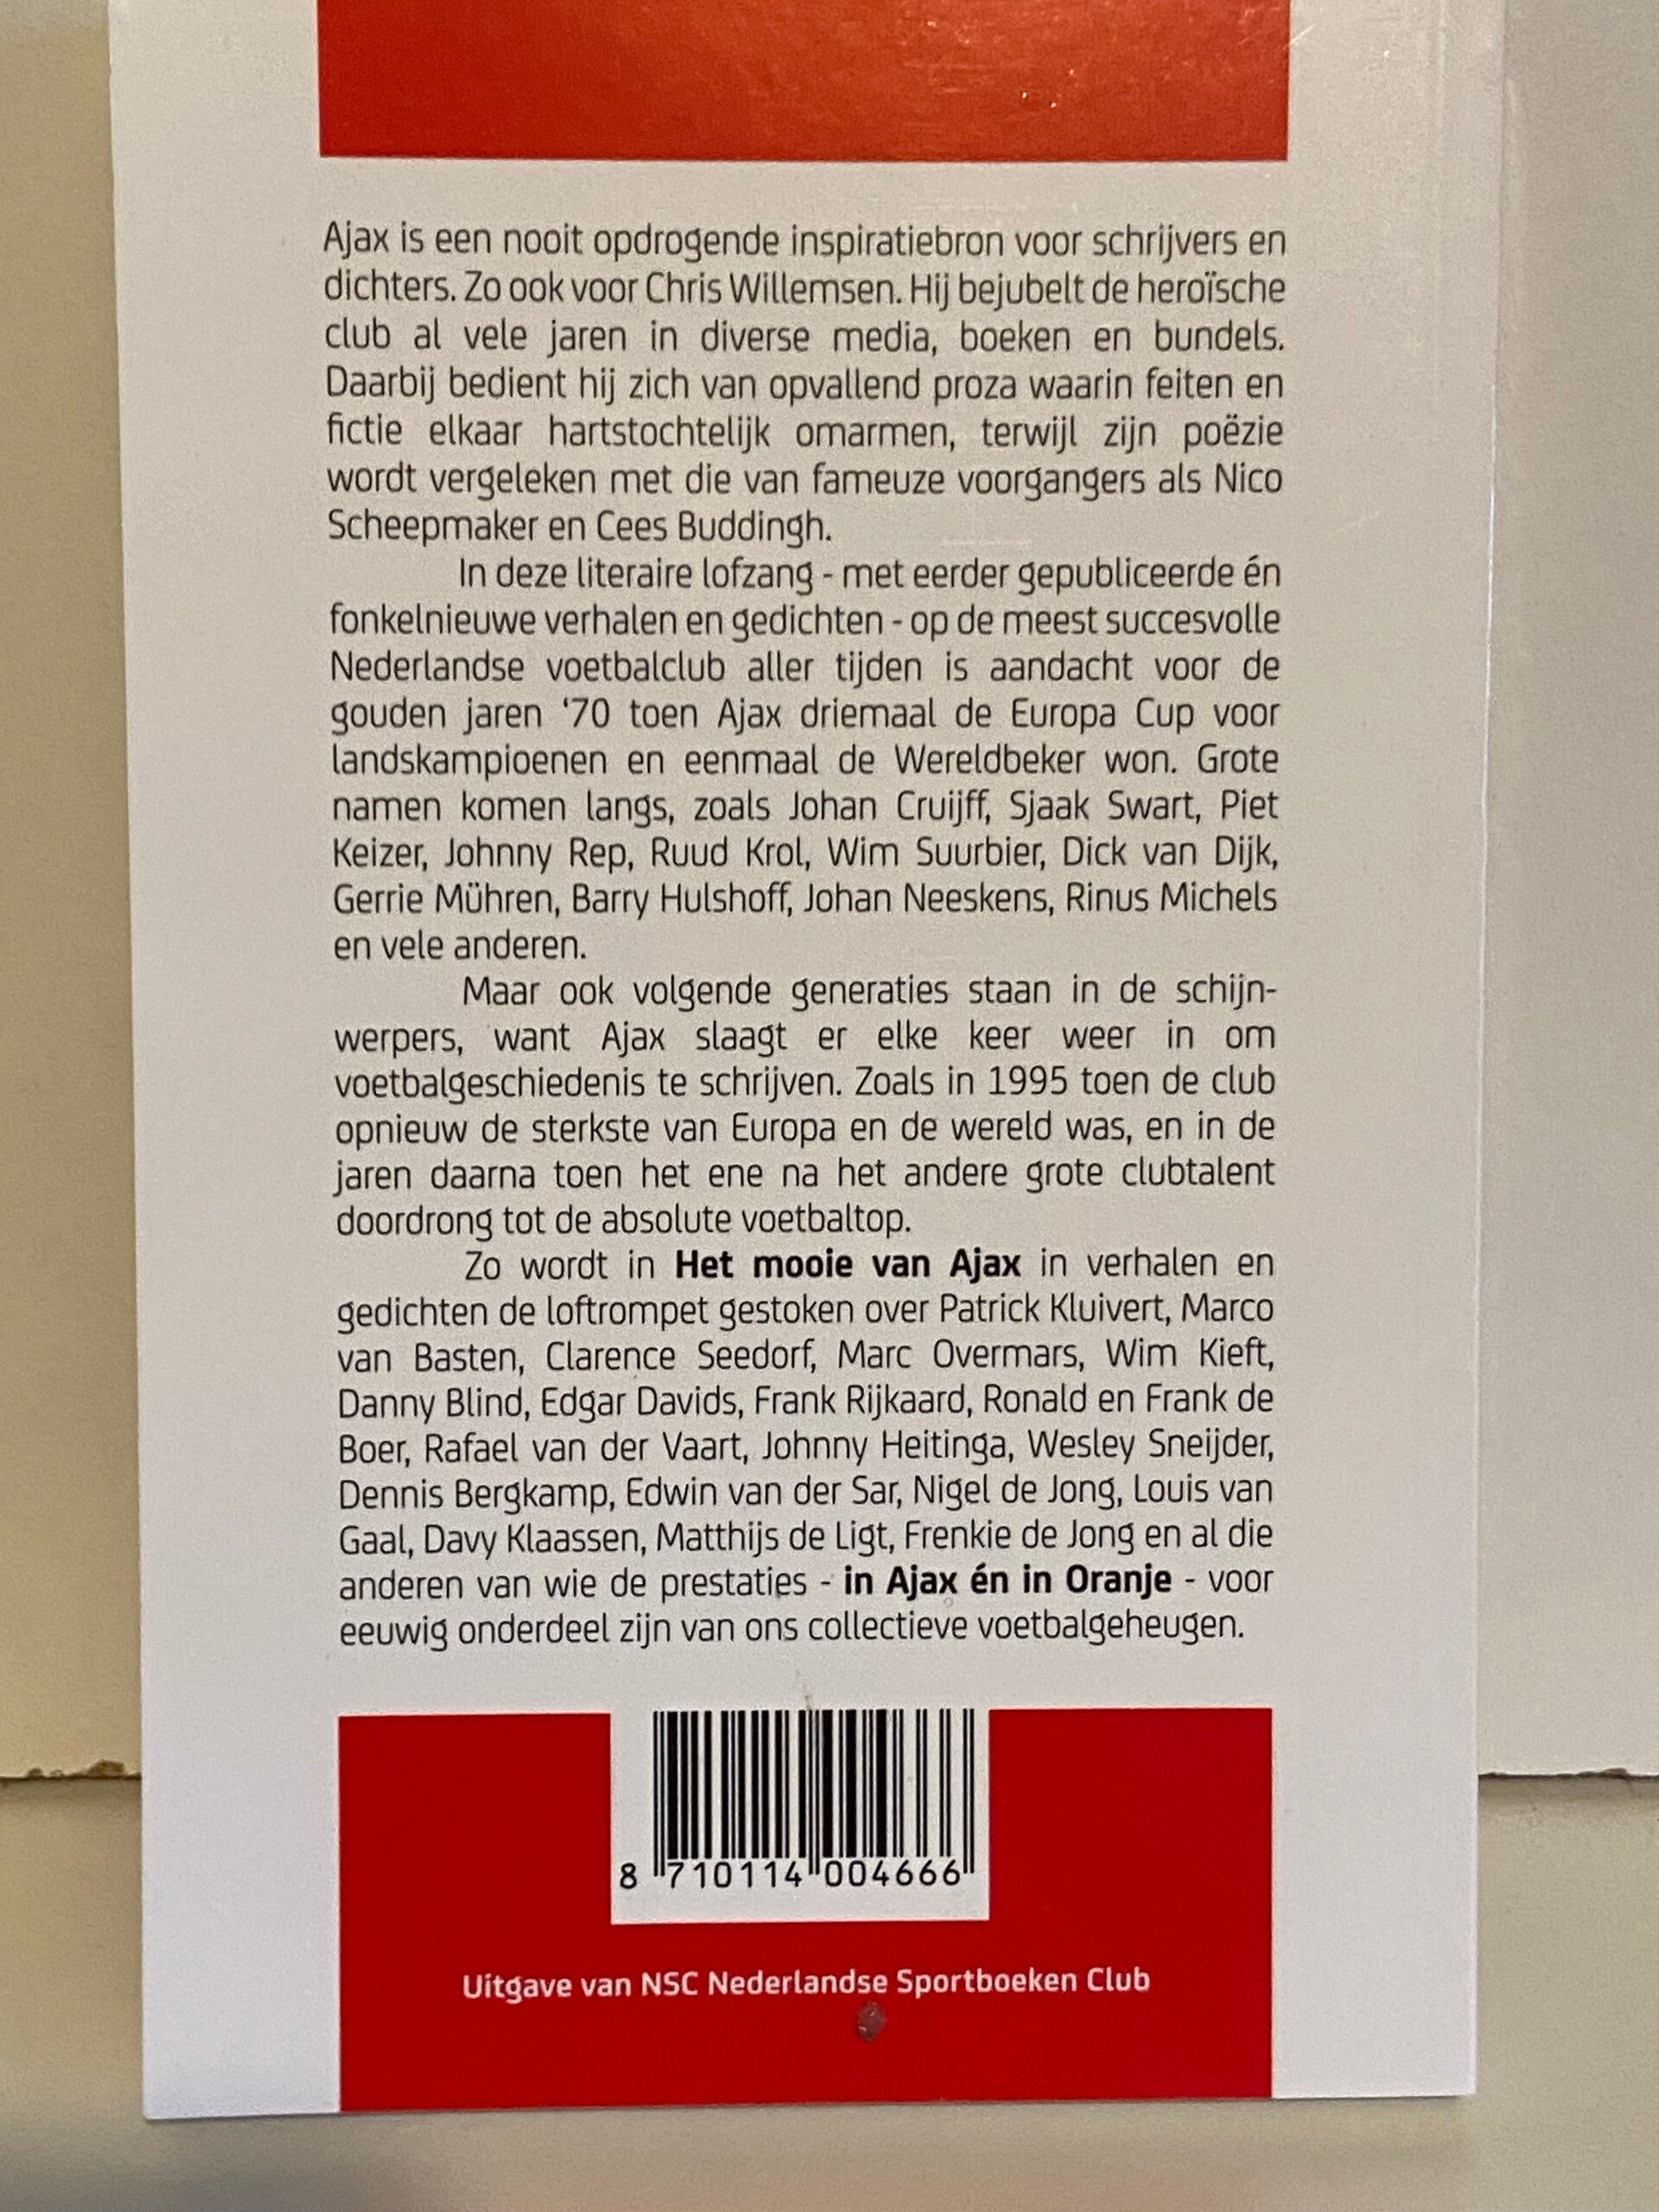 Ajax is een nooit opdrogende inspiratiebron voor schrijvers en
dichters. Zo ook voor Chris Willemsen. Hij bejubelt de heroïsche
club al vele jaren in diverse media, boeken en bundels.
Daarbij bedient hij zich van opvallend proza waarin feiten en
fictie elkaar hartstochtelijk omarmen, terwijl zijn poëzie
wordt vergeleken met die van fameuze voorgangers als Nico
Scheepmaker en Cees Buddingh.
In deze literaire lofzang - met eerder gepubliceerde én
fonkelnieuwe verhalen en gedichten - op de meest succesvolle
Nederlandse voetbalclub aller tijden is aandacht voor de
gouden jaren ‘70 toen Ajax driemaal de Europa Cup voor
landskampioenen en eenmaal de Wereldbeker won. Grote
namen komen langs, zoals Johan Cruijff, Sjaak Swart, Piet
Keizer, Johnny Rep, Ruud Krol, Wim Suurbier, Dick van Dijk,
Gerrie Mühren, Barry Hulshoff, Johan Neeskens, Rinus Michels
en vele anderen.
Maar ook volgende generaties staan in de schijn-
werpers, want Ajax slaagt er elke keer weer in om
voetbalgeschiedenis te schrijven. Zoals in 1995 toen de club
opnieuw de sterkste van Europa en de wereld was, en in de
jaren daarna toen het ene na het andere grote clubtalent
doordrong tot de absolute voetbaltop.
Zo wordt in Het mooie van Ajax in verhalen en
gedichten de loftrompet gestoken over Patrick Kluivert, Marco
van Basten, Clarence Seedorf, Marc Overmars, Wim Kieft,
Danny Blind, Edgar Davids, Frank Rijkaard, Ronald en Frank de
Boer, Rafael van der Vaart, Johnny Heitinga, Wesley Sneijder,
Dennis Bergkamp, Edwin van der Sar, Nigel de Jong, Louis van
Gaal, Davy Klaassen, Matthijs de Ligt, Frenkie de Jong en al die
anderen van wie de prestaties - in Ajax én in Oranje - voor
eeuwig onderdeel zijn van ons collectieve voetbalgeheugen.
8 710114 004666
Uitgave van NSC Nederlandse Sportboeken Club